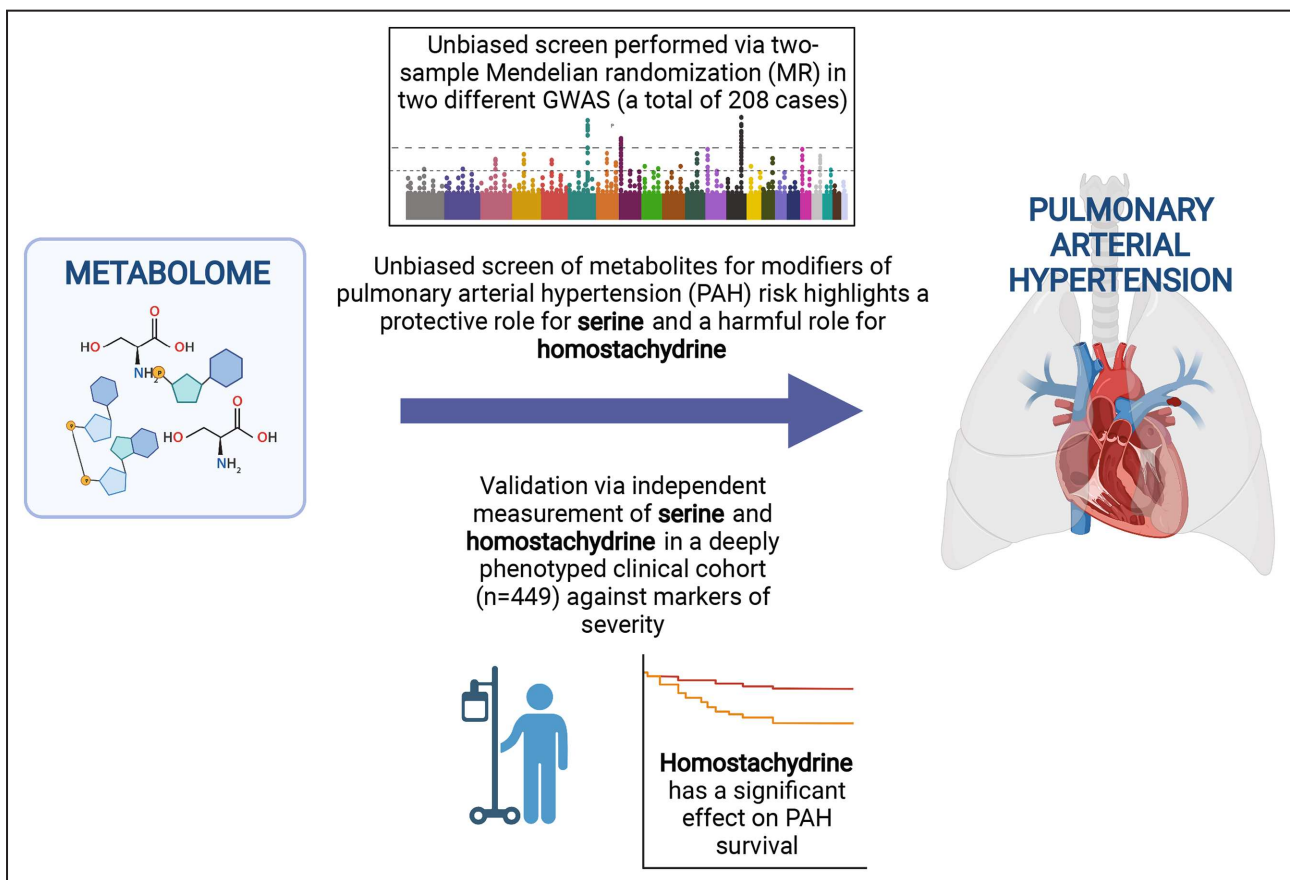 Unbiased screen performed via two-
sample Mendelian randomization (MR) in
two different GWAS (a total of 208 cases)
P
METABOLOME
O
HO
OH
NH2
P
O
HO
OH
NH2
P
P
Unbiased screen of metabolites for modifiers of
pulmonary arterial hypertension (PAH) risk highlights a
protective role for serine and a harmful role for
homostachydrine
Validation via independent
measurement of serine and
homostachydrine in a deeply
phenotyped clinical cohort
(n=449) against markers of
severity
Homostachydrine
has a significant
effect on PAH
survival
PULMONARY
ARTERIAL
HYPERTENSION